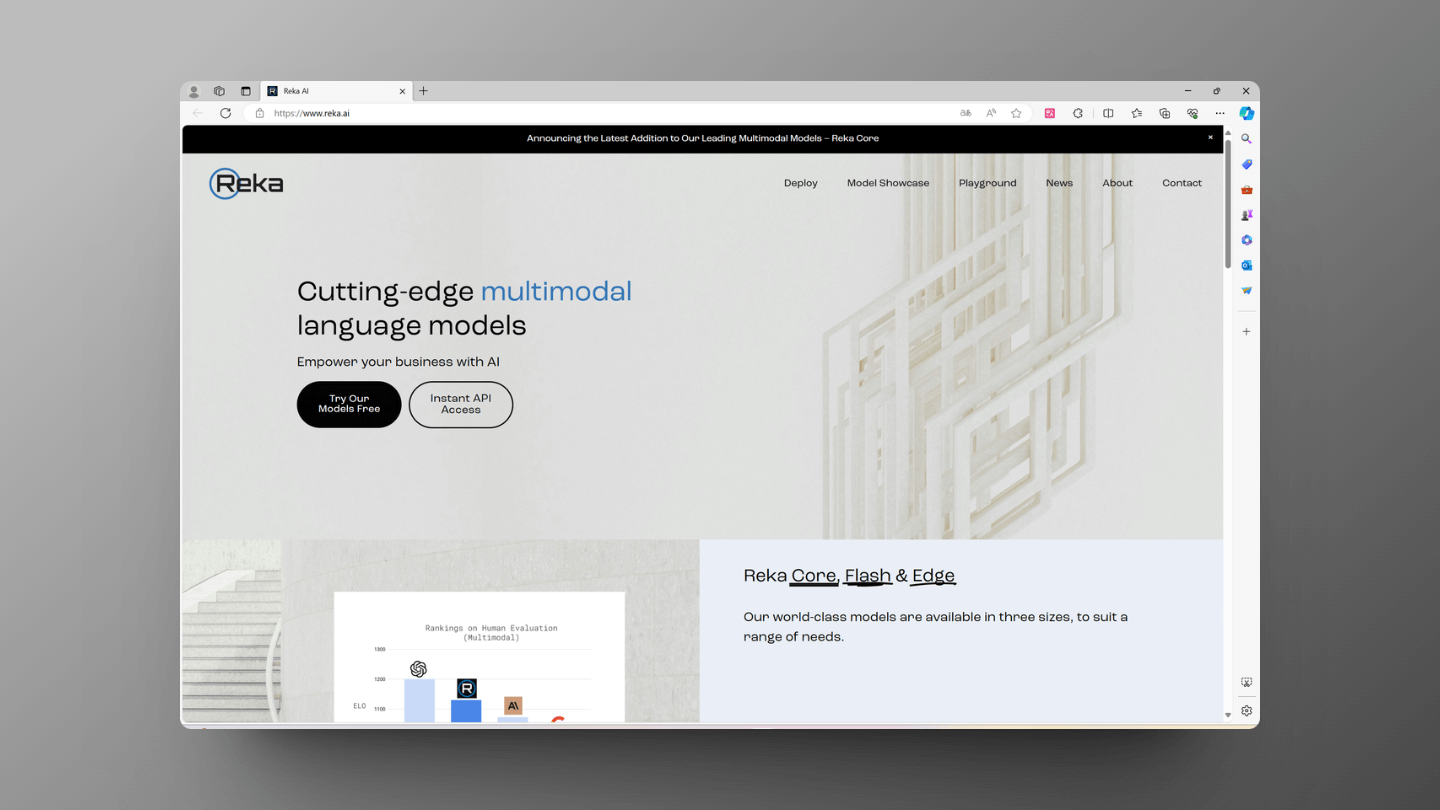 Reka AI
https://www.reka.ai
Announcing the Latest Addition to Our Leading Multimodal Models – Reka Core
Reka
Deploy
Model Showcase
Playground
News
About
Contact
Cutting-edge multimodal
language models
Empower your business with AI
Try Our
Models Free
Instant API
Access
Reka Core, Flash & Edge
Our world-class models are available in three sizes, to suit a
range of needs.
Rankings on Human Evaluation
(Multimodal)
1300
1200
ELO
1100